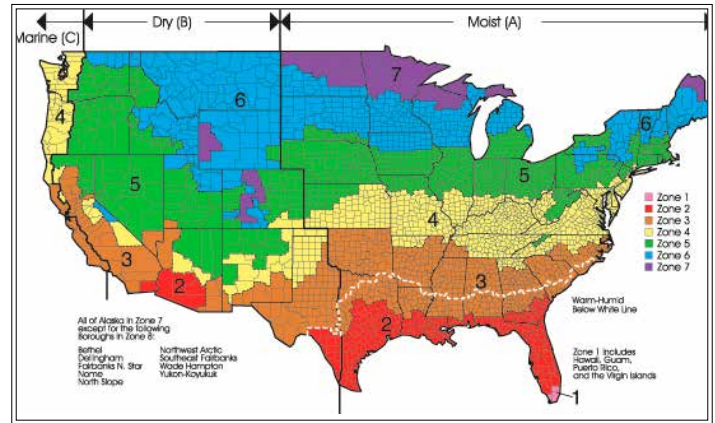 Marine (C)
Dry (B)
Moist (A)
7
6
4
6
5
5
4
3
3
2
2
1
Zone 1
Zone 2
Zone 3
Zone 4
Zone 5
Zone 6
Zone 7
Warm-Humid
Below White Line
All of Alaska in Zone 7
except for the following
Boroughs in Zone 8:
Bethel
Dellingham
Fairbanks N. Star
Nome
North Slope
Northwest Arctic
Southeast Fairbanks
Wade Hampton
Yukon-Koyukuk
Zone 1 includes
Hawaii, Guam,
Puerto Rico,
and the Virgin Islands